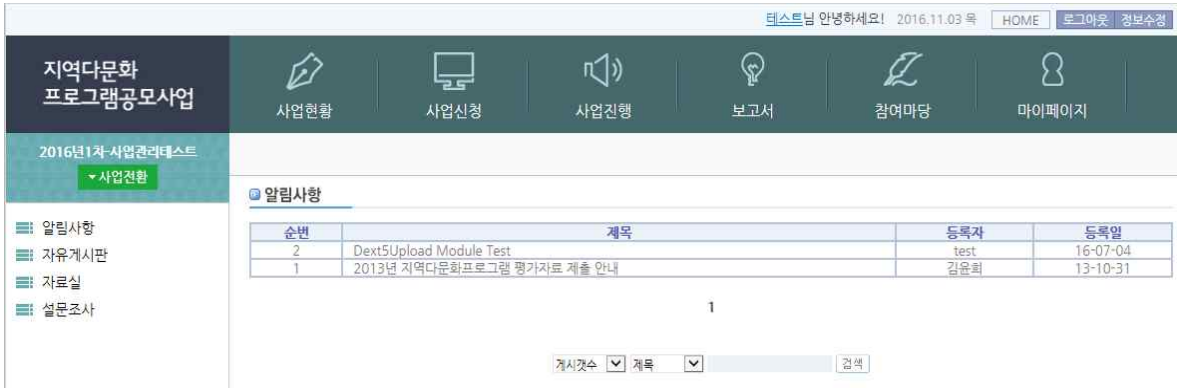 테스트님 안녕하세요! 2016.11.03 목 HOME 로그아웃 정보수정
지역다문화
프로그램공모사업
사업현황 사업신청 사업진행 보고서 참여마당 마이페이지
2016년1차-사업관리테스트
사업전환
알림사항
자유게시판
자료실
설문조사
알림사항
순번 제목 등록자 등록일
2 Dext5Upload Module Test test 16-07-04
1 2013년 지역다문화프로그램 평가자료 제출 안내 김윤희 13-10-31
1
게시갯수 제목 검색